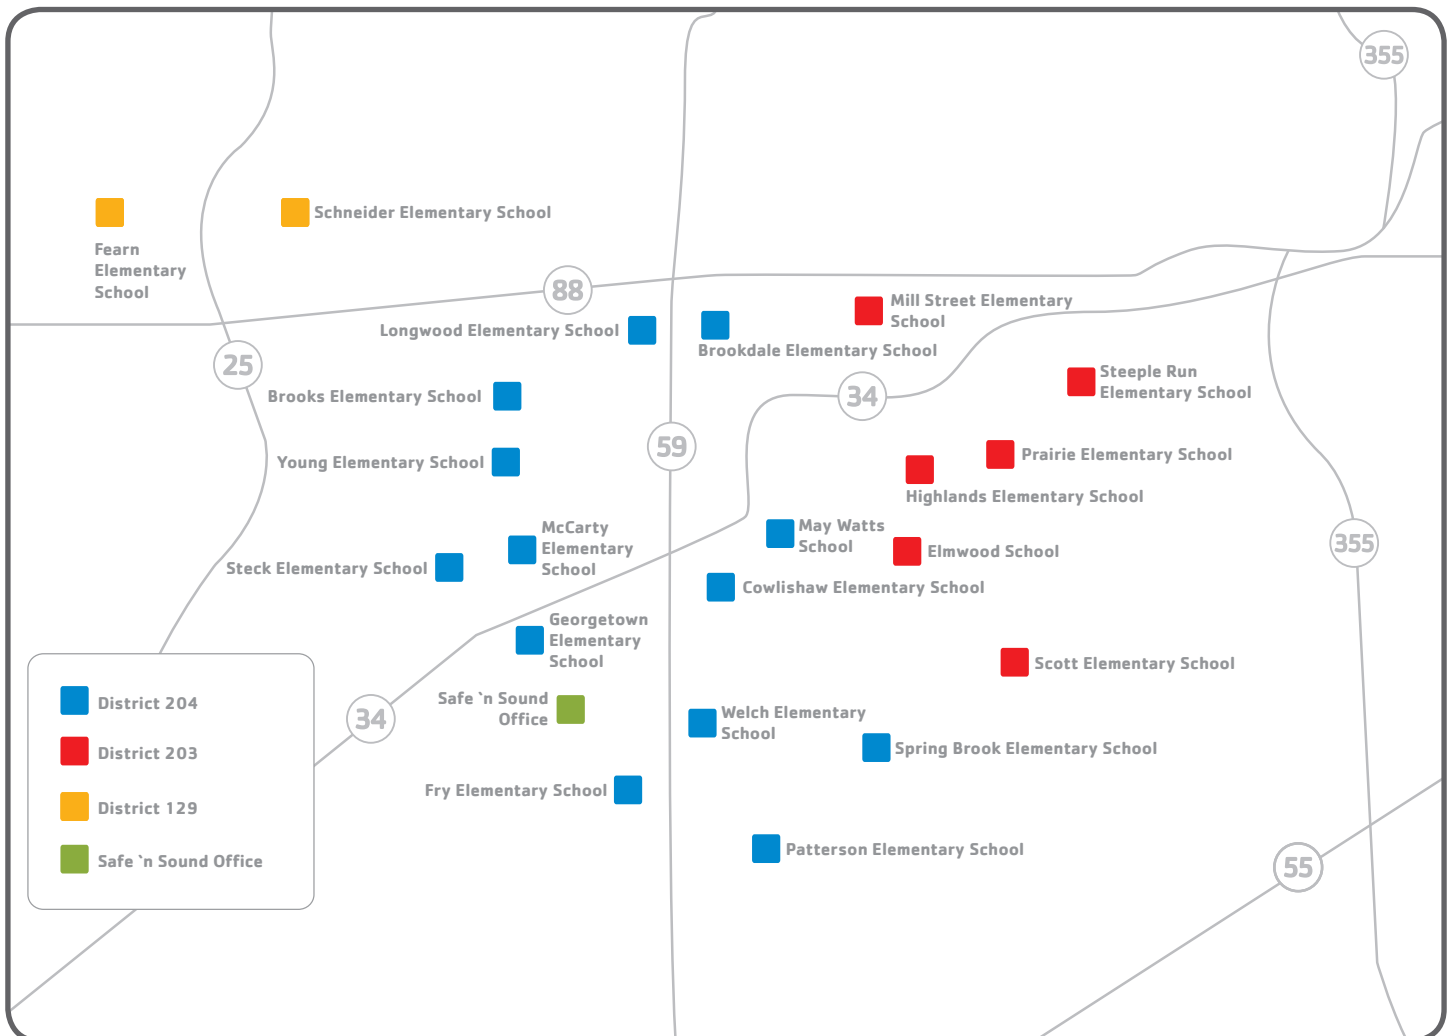 355
Schneider Elementary School
Fearn
Elementary
School
88
Mill Street Elementary
School
Longwood Elementary School
Brookdale Elementary School
25
Steeple Run
Elementary School
34
Brooks Elementary School
59
Prairie Elementary School
Young Elementary School
Highlands Elementary School
McCarty
Elementary
School
May Watts
School
355
Elmwood School
Steck Elementary School
Cowlishaw Elementary School
Georgetown
Elementary
School
Scott Elementary School
Safe `n Sound
Office
34
Welch Elementary
School
Spring Brook Elementary School
Fry Elementary School
Patterson Elementary School
55
District 204
District 203
District 129
Safe `n Sound Office